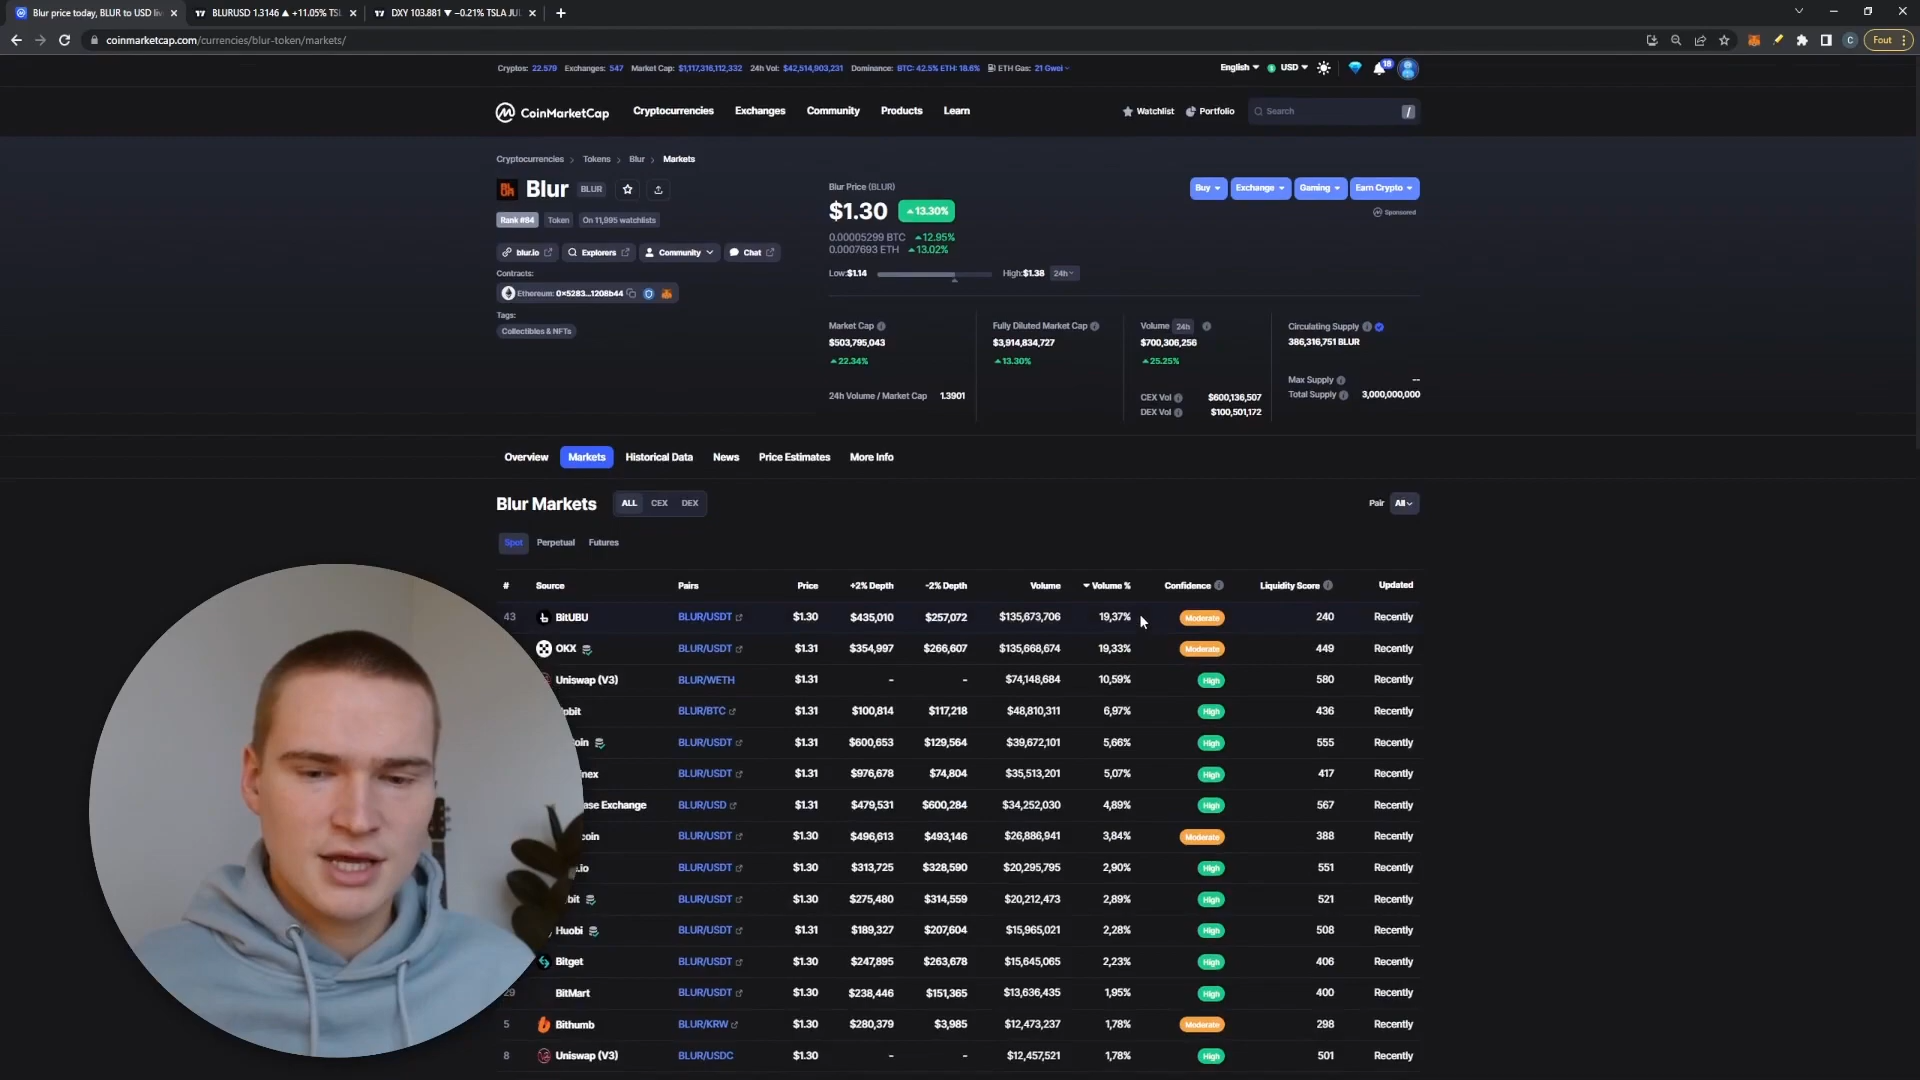 Blur price today, BLUR to USD liv
BLURUSD 1.3146 ▲ +11.05% TSL
DXY 103.881 ▼ −0.21% TSLA JU
coinmarketcap.com/currencies/blur-token/markets/
C
Fout
Cryptos: 22.579 Exchanges: 547 Market Cap: $1,117,316,112,332 24h Vol: $42,514,903,231 Dominance: BTC: 42.5% ETH: 18.6% ETH Gas: 21 Gwei
English USD
18
CoinMarketCap Cryptocurrencies Exchanges Community Products Learn
Watchlist Portfolio Search /
Cryptocurrencies > Tokens > Blur > Markets
Blur BLUR
Rank #84 Token On 11,995 watchlists
blur.io Explorers Community Chat
Contracts:
Ethereum: 0x5283...1208b44
Tags:
Collectibles & NFTs
Blur Price (BLUR)
$1.30 13.30%
0.00005299 BTC 12.95%
0.0007693 ETH 13.02%
Low:$1.14 High:$1.38 24h
Buy Exchange Gaming Earn Crypto
Sponsored
Market Cap
$503,795,043
22.34%
24h Volume / Market Cap 1.3901
Fully Diluted Market Cap
$3,914,834,727
13.30%
Volume 24h
$700,306,256
25.25%
CEX Vol $600,136,507
DEX Vol $100,501,172
Circulating Supply
386,316,751 BLUR
Max Supply --
Total Supply 3,000,000,000
Overview Markets Historical Data News Price Estimates More Info
Blur Markets ALL CEX DEX
Pair All
Spot Perpetual Futures
# Source Pairs Price +2% Depth -2% Depth Volume Volume % Confidence Liquidity Score Updated
43 BitUBU BLUR/USDT $1.30 $435,010 $257,072 $135,673,706 19,37% Moderate 240 Recently
OKX BLUR/USDT $1.31 $354,997 $266,607 $135,668,674 19,33% Moderate 449 Recently
Uniswap (V3) BLUR/WETH $1.31 - - $74,148,684 10,59% High 580 Recently
pbit BLUR/BTC $1.31 $100,814 $117,218 $48,810,311 6,97% High 436 Recently
oin BLUR/USDT $1.31 $600,653 $129,564 $39,672,101 5,66% High 555 Recently
nex BLUR/USDT $1.31 $976,678 $74,804 $35,513,201 5,07% High 417 Recently
ase Exchange BLUR/USD $1.31 $479,531 $600,284 $34,252,030 4,89% High 567 Recently
coin BLUR/USDT $1.30 $496,613 $493,146 $26,886,941 3,84% Moderate 388 Recently
.io BLUR/USDT $1.30 $313,725 $328,590 $20,295,795 2,90% High 551 Recently
bit BLUR/USDT $1.30 $275,480 $314,559 $20,212,473 2,89% High 521 Recently
Huobi BLUR/USDT $1.31 $189,327 $207,604 $15,965,021 2,28% High 508 Recently
Bitget BLUR/USDT $1.30 $247,895 $263,678 $15,645,065 2,23% High 406 Recently
29 BitMart BLUR/USDT $1.30 $238,446 $151,365 $13,636,435 1,95% High 400 Recently
5 Bithumb BLUR/KRW $1.30 $280,379 $3,985 $12,473,237 1,78% Moderate 298 Recently
8 Uniswap (V3) BLUR/USDC $1.30 - - $12,457,521 1,78% High 501 Recently